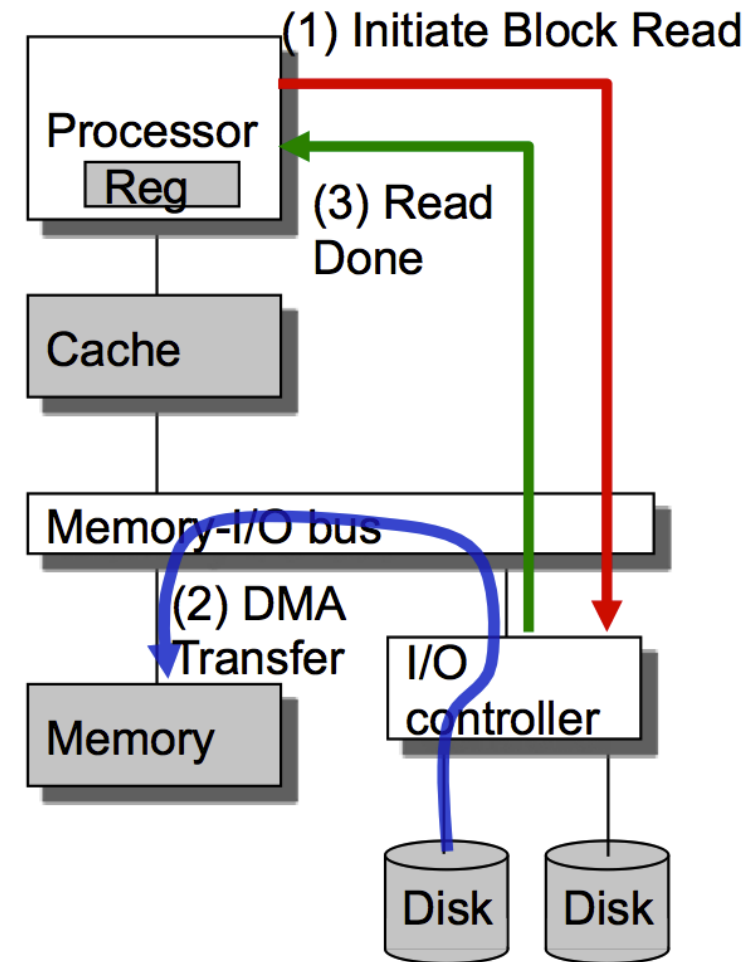 (1) Initiate Block Read
Processor
Reg
(3) Read
Done
Cache
Memory-I/O bus
(2) DMA
Transfer
I/O
controller
Memory
Disk
Disk